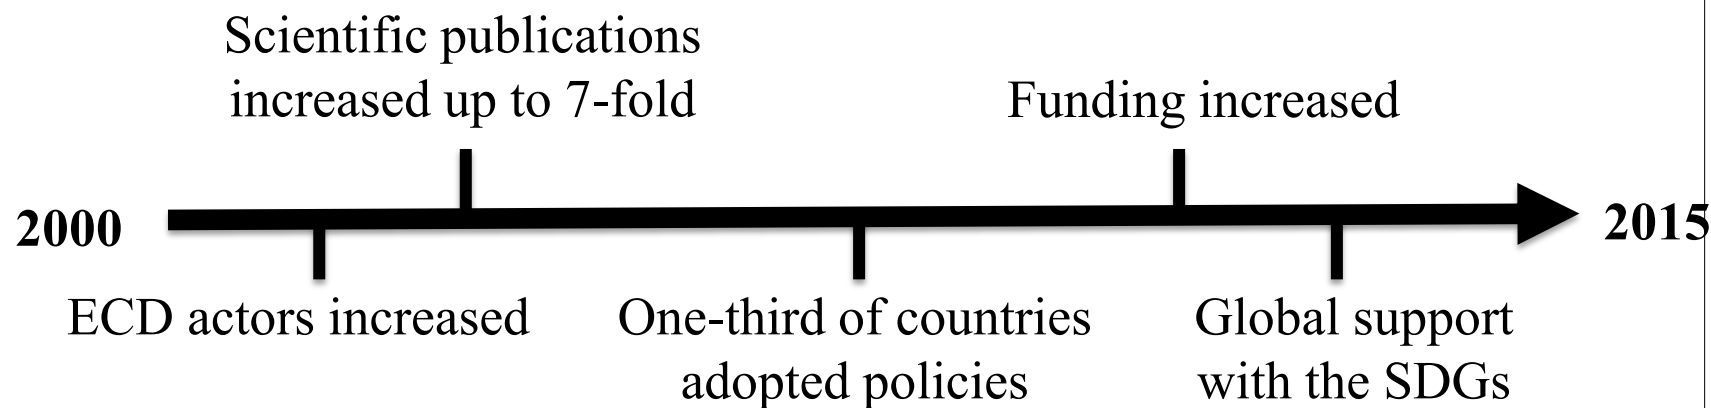 Scientific publications
increased up to 7-fold
Funding increased
2000
2015
ECD actors increased
One-third of countries
adopted policies
Global support
with the SDGs